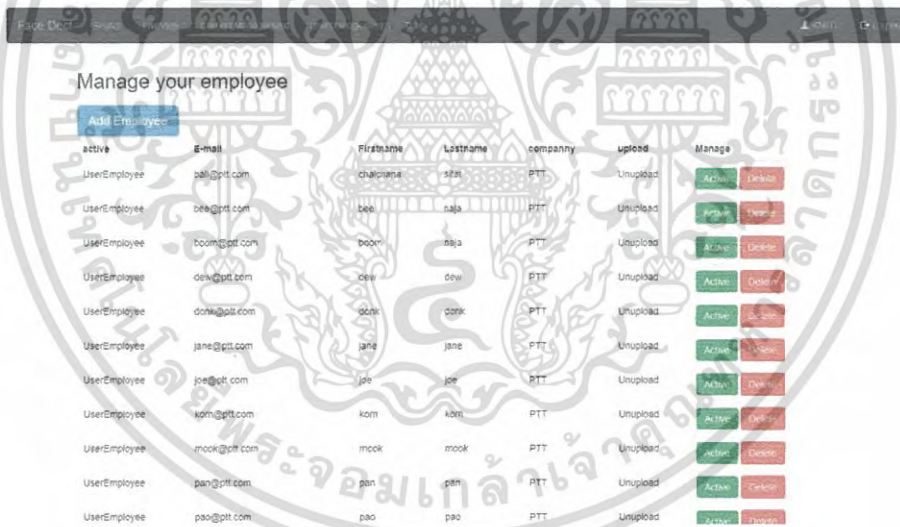 Face Dec
Manage your employee
Add Employee
active E-mail Firstname Lastname companny upload Manage
UserEmployee ball@ptt.com PTT Unupload Active Delete
UserEmployee bee@ptt.com bee naja PTT Unupload Active Delete
UserEmployee boom@ptt.com boom naja PTT Unupload Active Delete
UserEmployee dew@ptt.com dew dew PTT Unupload Active Delete
UserEmployee donk@ptt.com donk donk PTT Unupload Active Delete
UserEmployee jane@ptt.com jane jane PTT Unupload Active Delete
UserEmployee joe@ptt.com joe joe PTT Unupload Active Delete
UserEmployee korn@ptt.com korn korn PTT Unupload Active Delete
UserEmployee mook@ptt.com mook mook PTT Unupload Active Delete
UserEmployee pan@ptt.com pan pan PTT Unupload Active Delete
UserEmployee pao@ptt.com pao pao PTT Unupload Active Delete